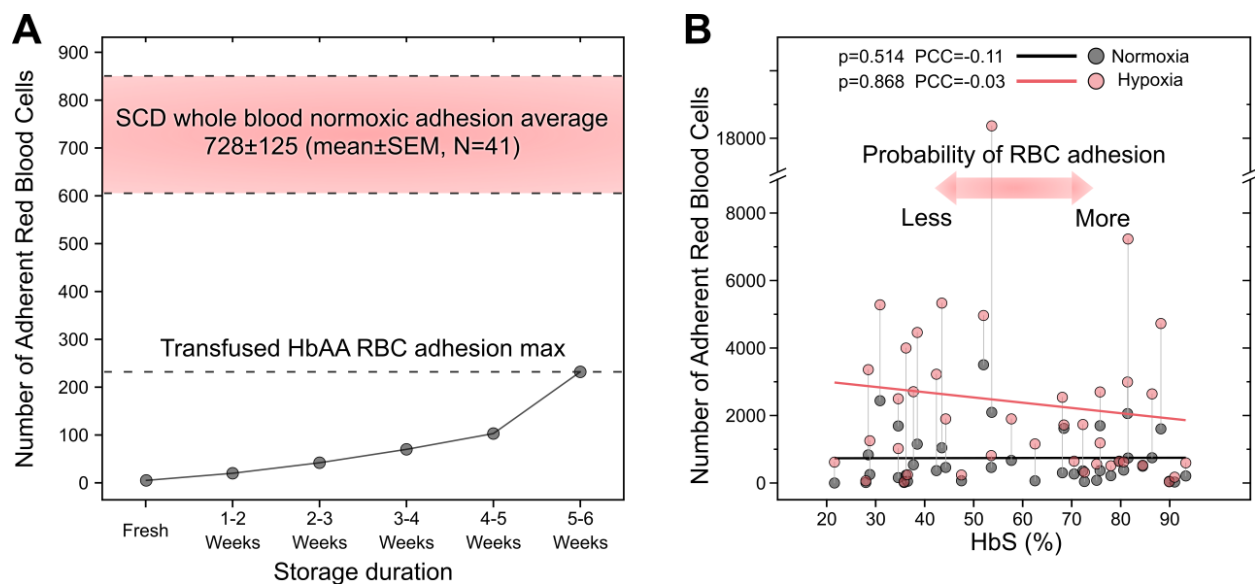 A
Number of Adherent Red Blood Cells
900
800
700
600
500
400
300
200
100
0
SCD whole blood normoxic adhesion average
728±125 (mean±SEM, N=41)
Transfused HbAA RBC adhesion max
Fresh
1-2
Weeks
2-3
Weeks
3-4
Weeks
4-5
Weeks
5-6
Weeks
Storage duration
B
Number of Adherent Red Blood Cells
18000
8000
6000
4000
2000
0
p=0.514 PCC=-0.11
Normoxia
p=0.868 PCC=-0.03
Hypoxia
Probability of RBC adhesion
Less
More
20
30
40
50
60
70
80
90
HbS (%)